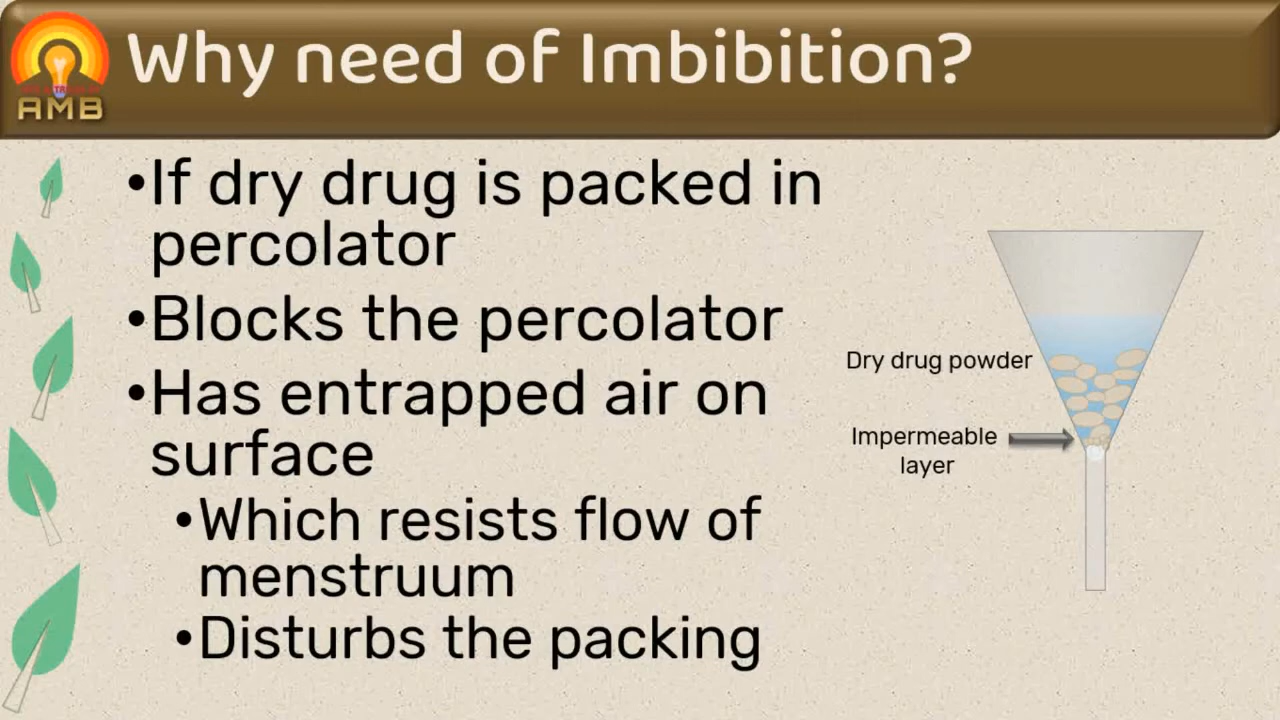 Why need of Imbibition?
AMB
•If dry drug is packed in
percolator
•Blocks the percolator
•Has entrapped air on
surface
•Which resists flow of
menstruum
•Disturbs the packing
Dry drug powder
Impermeable
layer